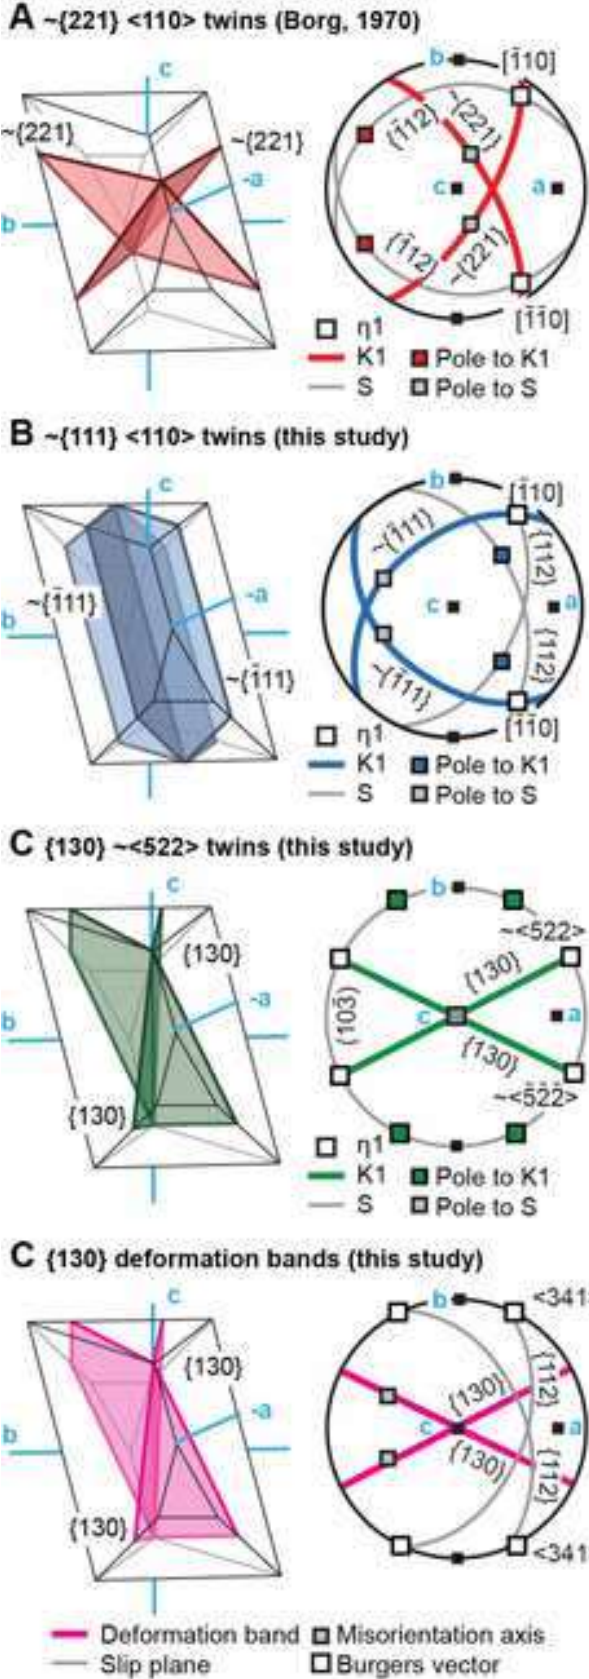 A ~{221} <110> twins (Borg, 1970)
c
~{221}
~{221}
-a
b
b
[1̄10]
{1̄12}
~{221}
c
a
{1̄12}
~{221}
[1̄1̄0]
η1
K1
Pole to K1
S
Pole to S
B ~{111} <110> twins (this study)
c
~{1̄11}
-a
b
~{1̄11}
b
[1̄10]
~{1̄11}
{112}
c
a
~{1̄11}
{112}
[1̄1̄0]
η1
K1
Pole to K1
S
Pole to S
C {130} ~<522> twins (this study)
c
{130}
-a
b
{130}
b
~<522>
{130}
(103̄)
c
a
{130}
~<5̄2̄2̄>
η1
K1
Pole to K1
S
Pole to S
C {130} deformation bands (this study)
c
{130}
-a
b
{130}
b
<341
{130}
{112}
c
a
{130}
{112}
<341
Deformation band
Misorientation axis
Slip plane
Burgers vector